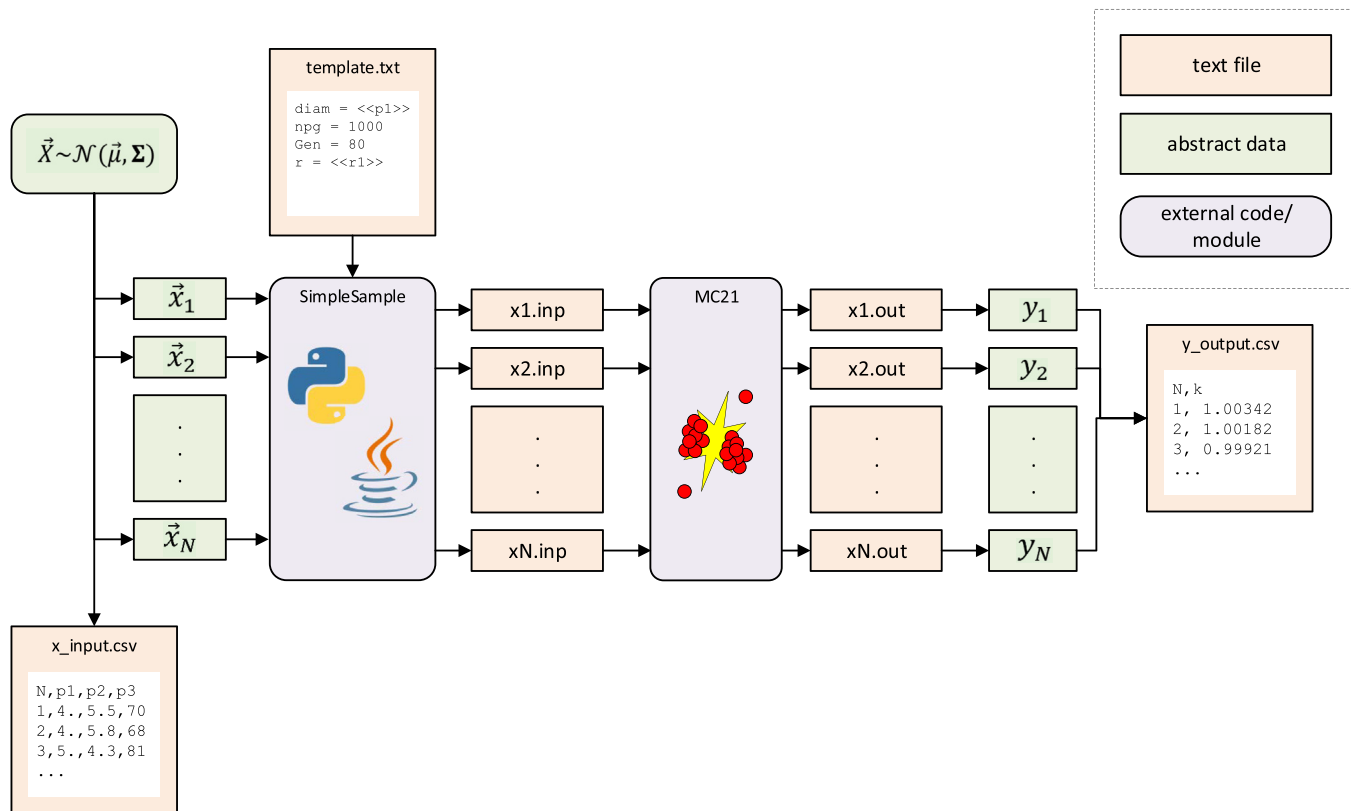 template.txt
diam = <<p1>>
npg = 1000
Gen = 80
r = <<r1>>
text file
abstract data
external code/
module
X⃗~𝒩(μ⃗, Σ)
SimpleSample
MC21
x⃗₁
x1.inp
x1.out
y₁
x⃗₂
x2.inp
x2.out
y₂
.
.
.
.
.
.
.
.
.
.
.
.
x⃗_N
xN.inp
xN.out
y_N
y_output.csv
N,k
1, 1.00342
2, 1.00182
3, 0.99921
...
x_input.csv
N,p1,p2,p3
1,4.,5.5,70
2,4.,5.8,68
3,5.,4.3,81
...